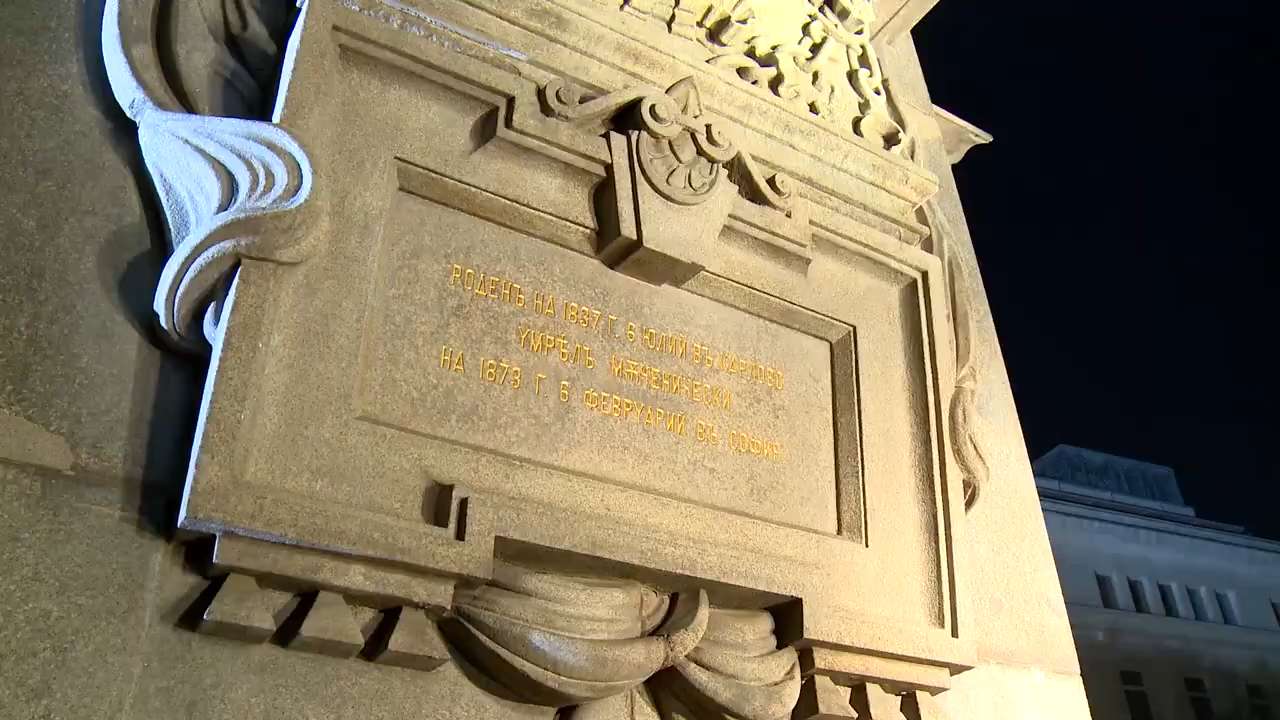 РОДЕНЪ НА 1837 Г. 6 ЮЛИЙ ВЪ КАРЛОВО
УМРѢЛЪ МѪЧЕНИЧЕСКИ
НА 1873 Г. 6 ФЕВРУАРИЙ ВЪ СОФИЯ